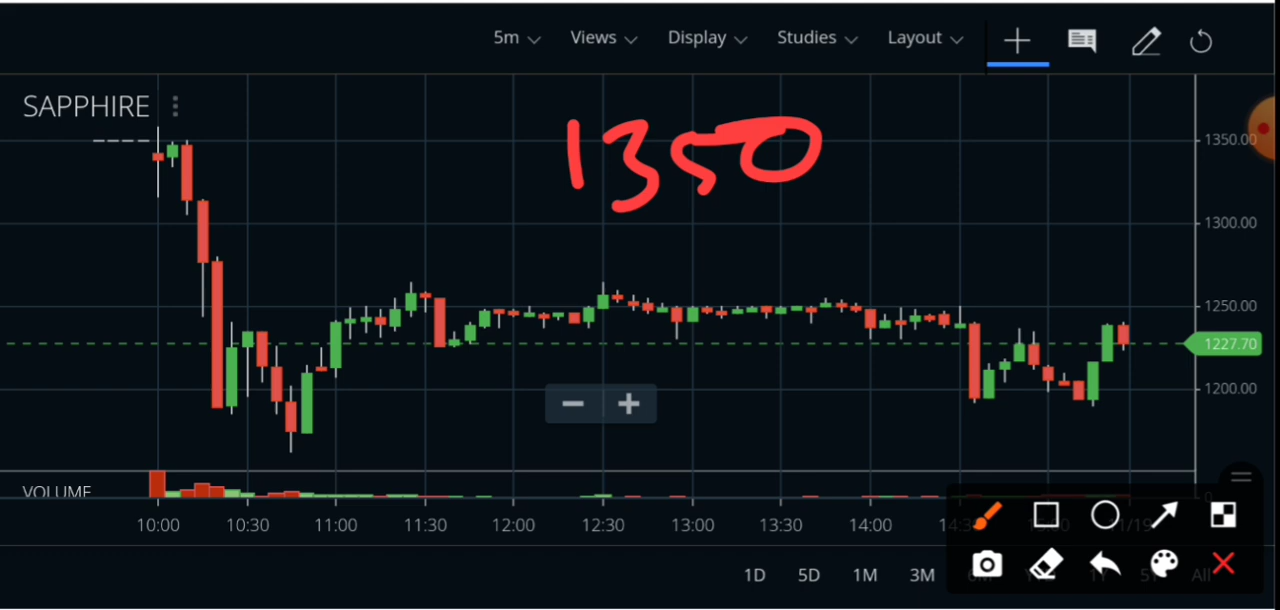 5m Views Display Studies Layout
SAPPHIRE
1350
1350.00
1300.00
1250.00
1227.70
1200.00
VOLUME
0
10:00 10:30 11:00 11:30 12:00 12:30 13:00 13:30 14:00
1D 5D 1M 3M All